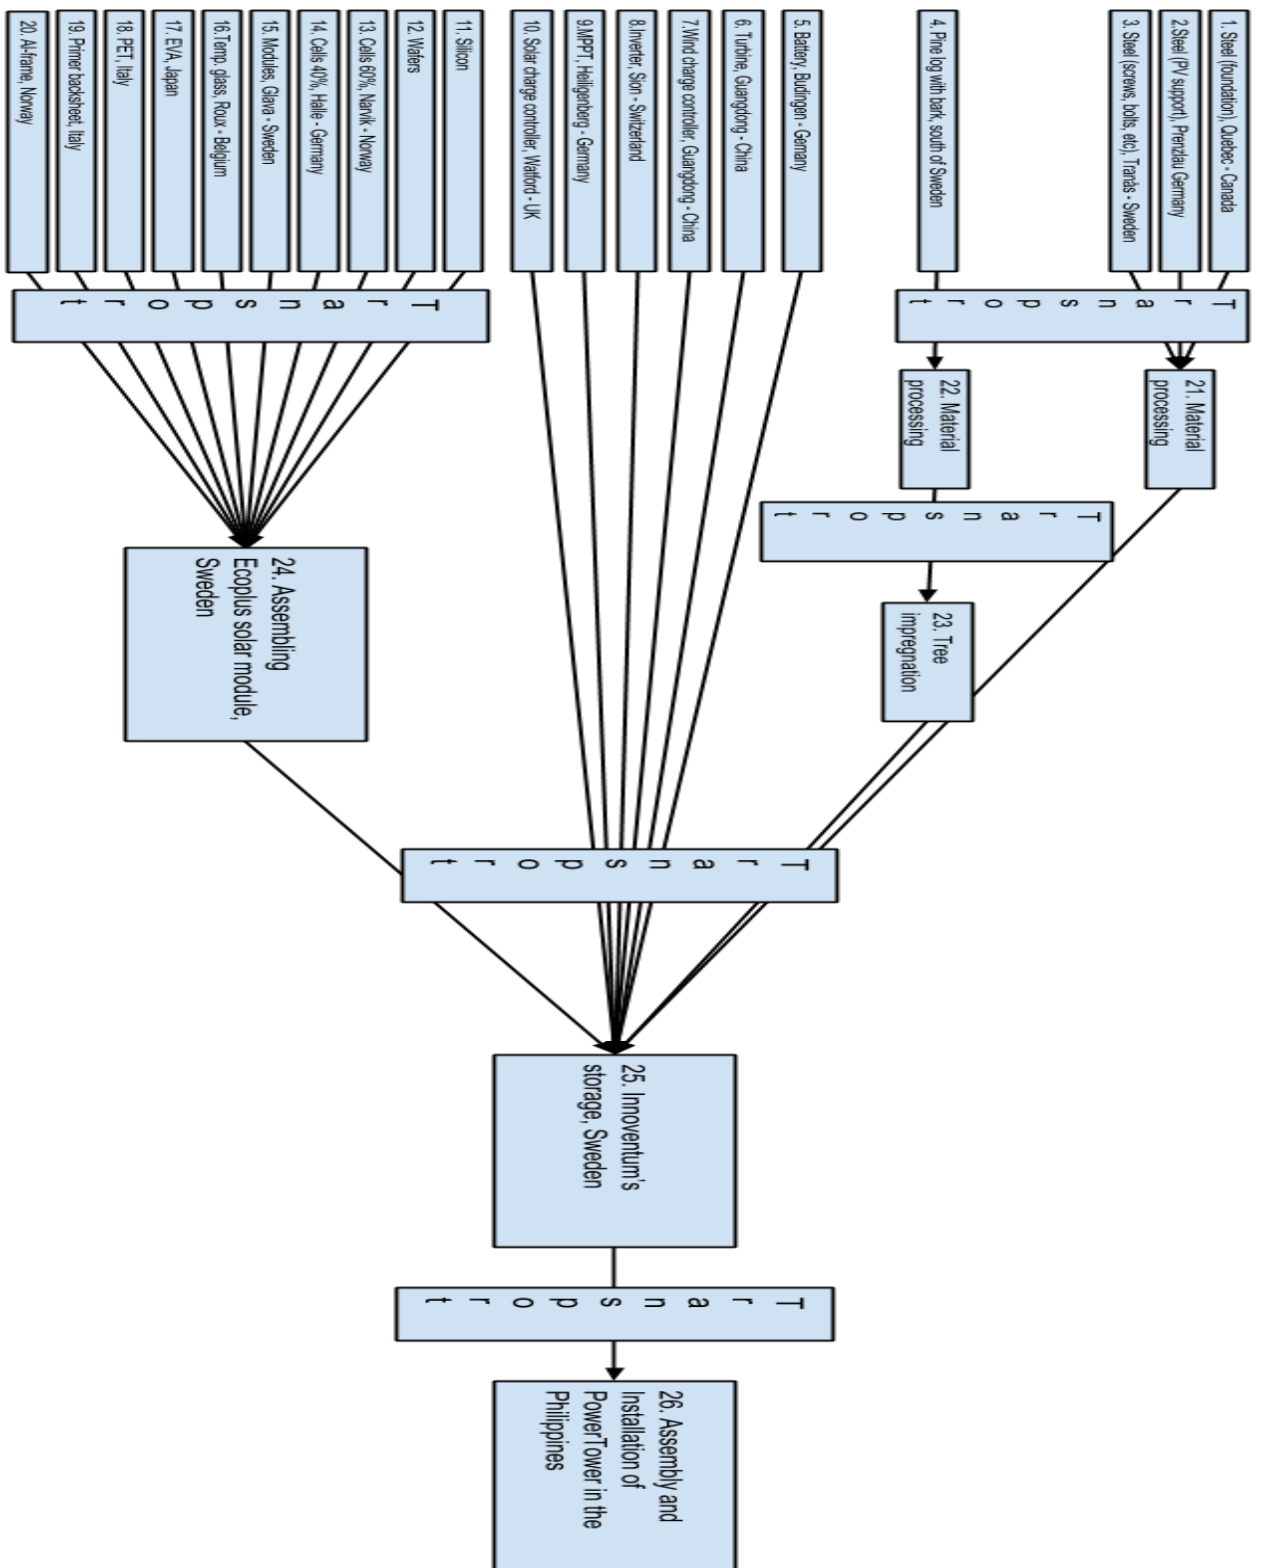 1. Steel (foundation), Quebec - Canada
2.Steel (PV support), Prenzlau Germany
3. Steel (screws, bolts, etc), Tranås - Sweden
4. Pine log with bark, south of Sweden
5. Battery, Budingen - Gemany
6. Turbine, Guangdong - China
7.Wind charge controller, Guangdong - China
8.Inverter, Sion - Switzerland
9.MPPT, Heiligenberg - Germany
10. Solar charge controller, Watford - UK
11. Silicon
12. Wafers
13. Cells 60%, Narvik - Norway
14. Cells 40%, Halle - Germany
15. Modules, Glava - Sweden
16.Temp. glass, Roux - Belgium
17. EVA, Japan
18. PET, Italy
19. Primer backsheet, Italy
20. Al-frame, Norway
T r a n s p o r t
T r a n s p o r t
21. Material
processing
22. Material
processing
T r a n s p o r t
23. Tree
impregnation
24. Assembling
Ecoplus solar module,
Sweden
T r a n s p o r t
25. Innoventum's
storage, Sweden
T r a n s p o r t
26. Assembly and
Installation of
PowerTower in the
Philippines